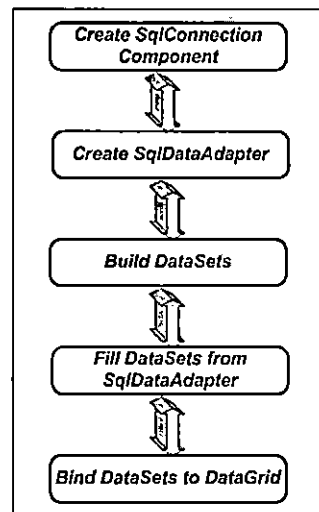 Create SqlConnection
Component
Create SqlDataAdapter
Build DataSets
Fill DataSets from
SqlDataAdapter
Bind DataSets to DataGrid